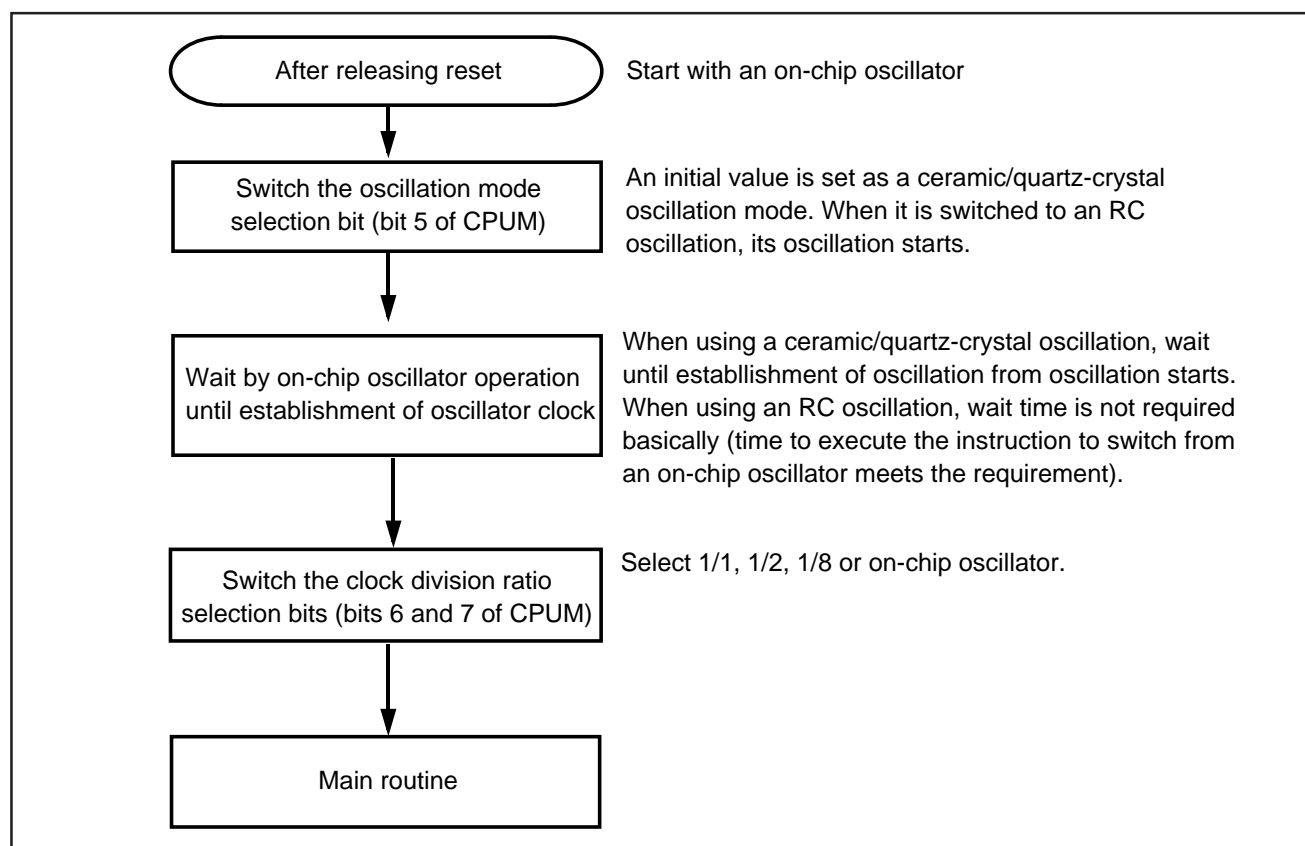 After releasing reset
Start with an on-chip oscillator
Switch the oscillation mode
selection bit (bit 5 of CPUM)
An initial value is set as a ceramic/quartz-crystal
oscillation mode. When it is switched to an RC
oscillation, its oscillation starts.
Wait by on-chip oscillator operation
until establishment of oscillator clock
When using a ceramic/quartz-crystal oscillation, wait
until establlishment of oscillation from oscillation starts.
When using an RC oscillation, wait time is not required
basically (time to execute the instruction to switch from
an on-chip oscillator meets the requirement).
Switch the clock division ratio
selection bits (bits 6 and 7 of CPUM)
Select 1/1, 1/2, 1/8 or on-chip oscillator.
Main routine